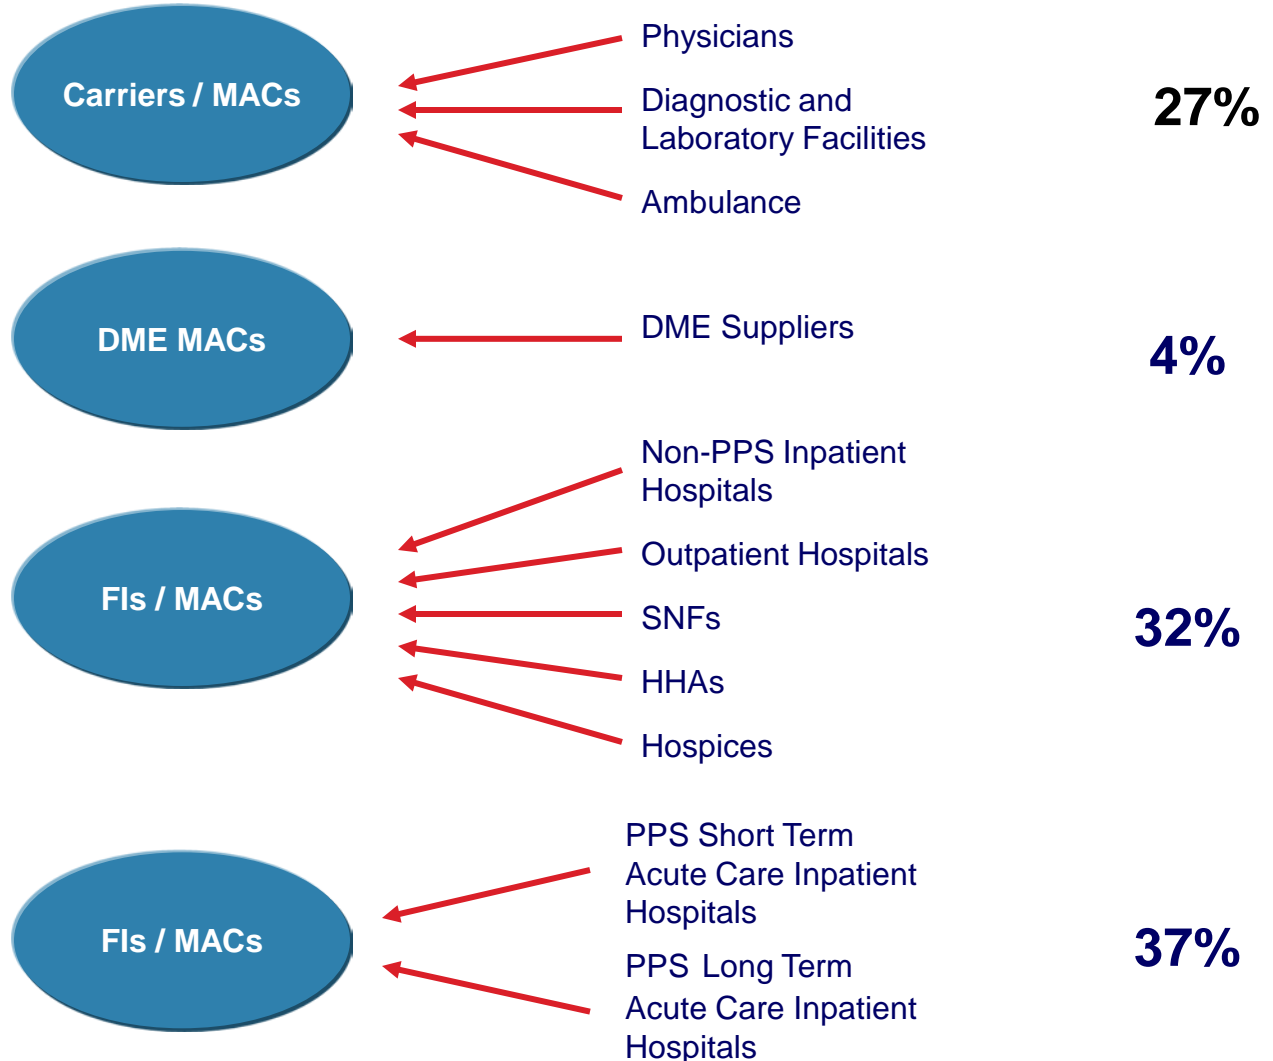 Carriers / MACs
Physicians
Diagnostic and
Laboratory Facilities
Ambulance
27%
DME MACs
DME Suppliers
4%
FIs / MACs
Non-PPS Inpatient
Hospitals
Outpatient Hospitals
SNFs
HHAs
Hospices
32%
FIs / MACs
PPS Short Term
Acute Care Inpatient
Hospitals
PPS Long Term
Acute Care Inpatient
Hospitals
37%